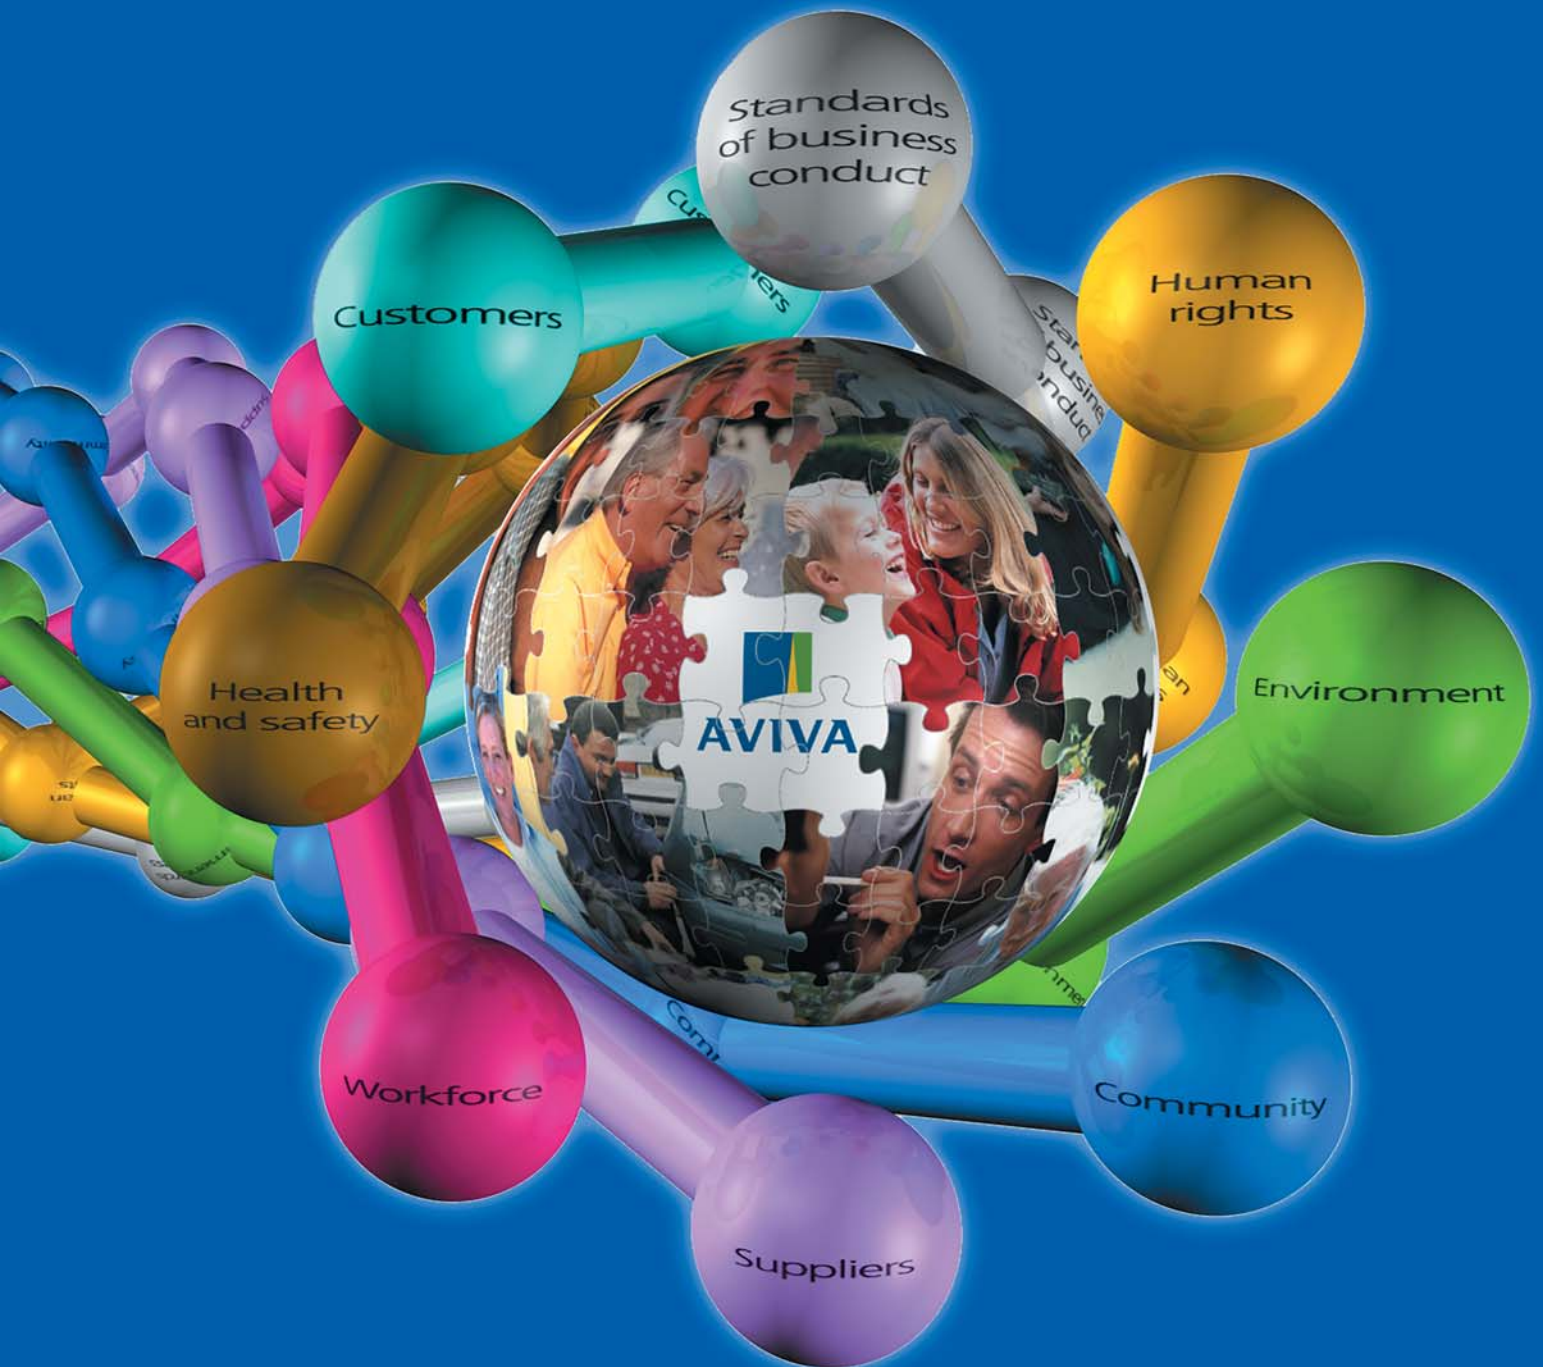 Standards
of business
conduct
Customers
Human
rights
Health
and safety
Environment
AVIVA
Workforce
Community
Suppliers